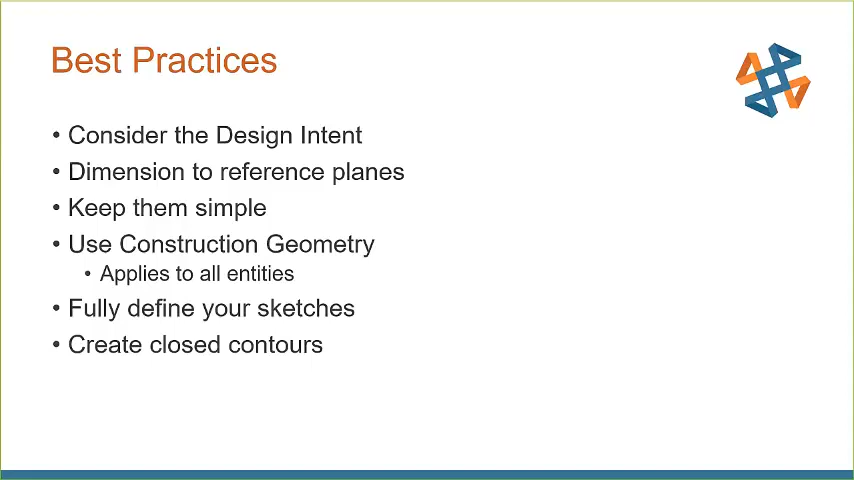 Best Practices
• Consider the Design Intent
• Dimension to reference planes
• Keep them simple
• Use Construction Geometry
• Applies to all entities
• Fully define your sketches
• Create closed contours